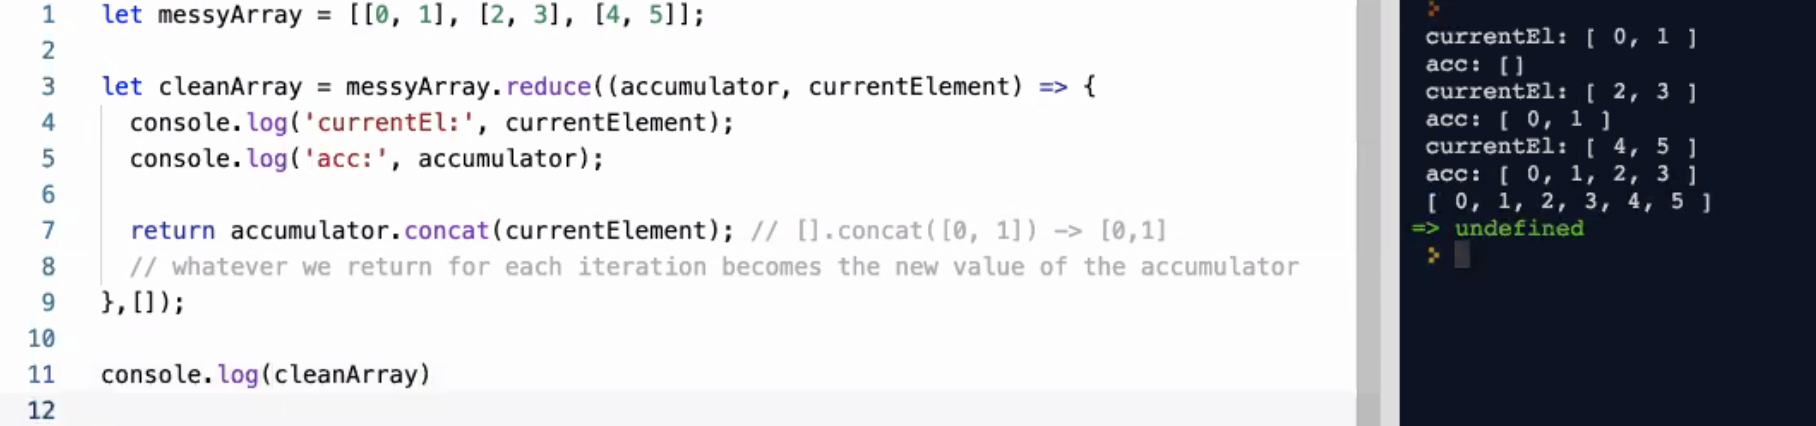 1 let messyArray = [[0, 1], [2, 3], [4, 5]];
2
3 let cleanArray = messyArray.reduce((accumulator, currentElement) => {
4 console.log('currentEl:', currentElement);
5 console.log('acc:', accumulator);
6
7 return accumulator.concat(currentElement); // [].concat([0, 1]) -> [0,1]
8 // whatever we return for each iteration becomes the new value of the accumulator
9 },[]);
10
11 console.log(cleanArray)
12
currentEl: [ 0, 1 ]
acc: []
currentEl: [ 2, 3 ]
acc: [ 0, 1 ]
currentEl: [ 4, 5 ]
acc: [ 0, 1, 2, 3 ]
[ 0, 1, 2, 3, 4, 5 ]
=> undefined